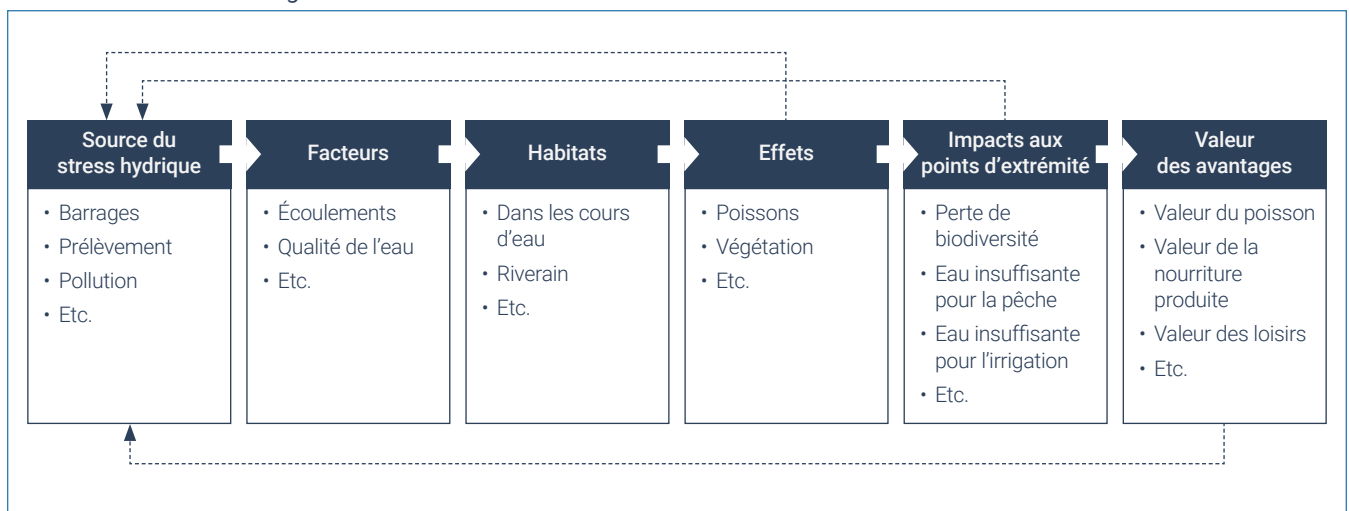 Source du
stress hydrique
• Barrages
• Prélèvement
• Pollution
• Etc.
Facteurs
• Écoulements
• Qualité de l'eau
• Etc.
Habitats
• Dans les cours
d'eau
• Riverain
• Etc.
Effets
• Poissons
• Végétation
• Etc.
Impacts aux
points d'extrémité
• Perte de
biodiversité
• Eau insuffisante
pour la pêche
• Eau insuffisante
pour l'irrigation
• Etc.
Valeur
des avantages
• Valeur du poisson
• Valeur de la
nourriture
produite
• Valeur des loisirs
• Etc.